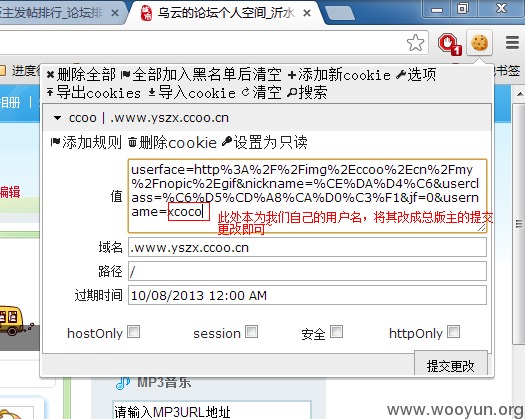 版主发帖排行_论坛排
乌云的论坛个人空间_沂水
1
进度很
书签
删除全部 全部加入黑名单后清空 添加新cookie 选项
导出cookies 导入cookie 清空 搜索
ccoo | .www.yszx.ccoo.cn
添加规则 删除cookie 设置为只读
相册
编辑
值
userface=http%3A%2F%2Fimg%2Eccoo%2Ecn%2Fmy
%2Fnopic%2Egif&nickname=%CE%DA%D4%C6&userc
lass=%C6%D5%CD%A8%CA%D0%C3%F1&jf=0&usern
ame=xcoco
此处本为我们自己的用户名，将其改成总版主的提交
更改即可~
域名 .www.yszx.ccoo.cn
路径 /
过期时间 10/08/2013 12:00 AM
hostOnly session 安全 httpOnly
提交更改
MP3音乐
请输入MP3URL地址
www.wooyun.org